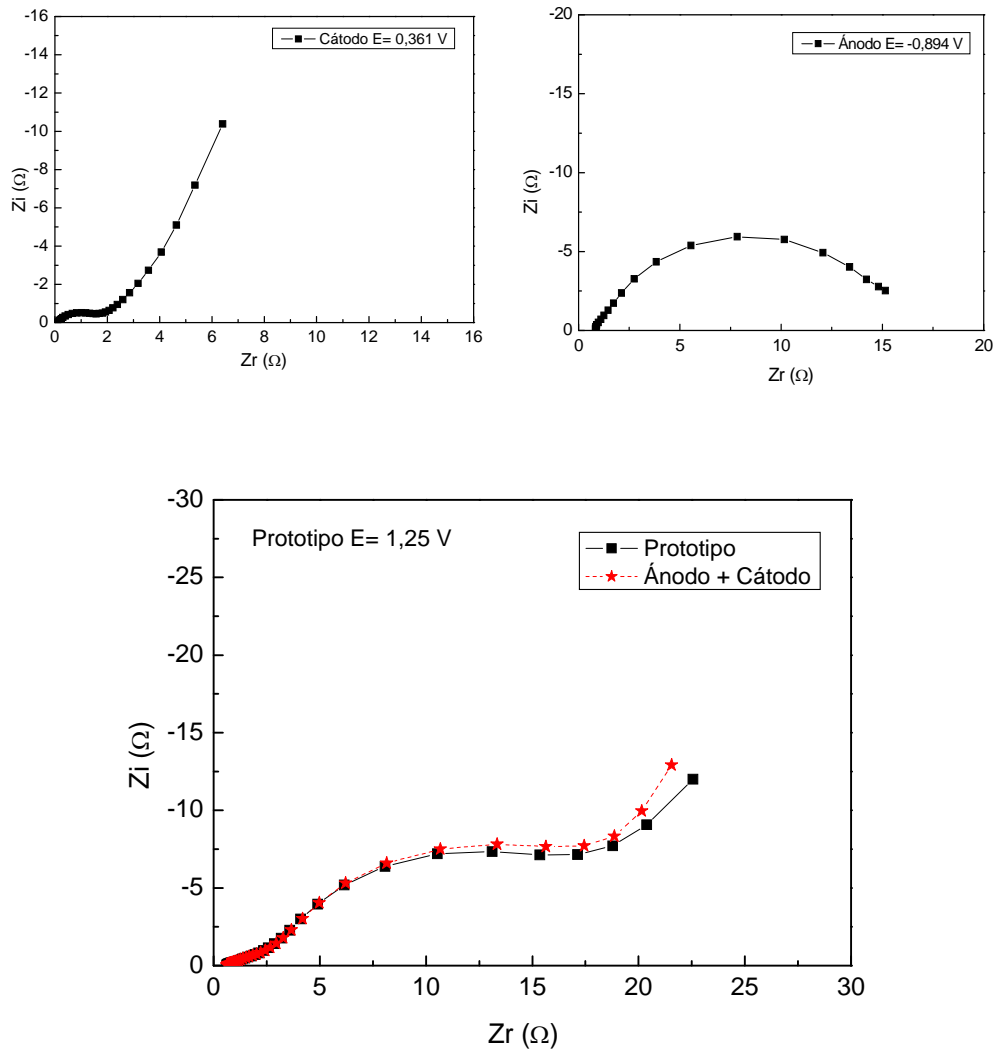 Cátodo E= 0,361 V
-16
-14
-12
-10
-8
-6
-4
-2
0
0 2 4 6 8 10 12 14 16
Zi (Ω)
Zr (Ω)
Ánodo E= -0,894 V
-20
-15
-10
-5
0
0 5 10 15 20
Zi (Ω)
Zr (Ω)
Prototipo E= 1,25 V
Prototipo
Ánodo + Cátodo
-30
-25
-20
-15
-10
-5
0
0 5 10 15 20 25 30
Zi (Ω)
Zr (Ω)